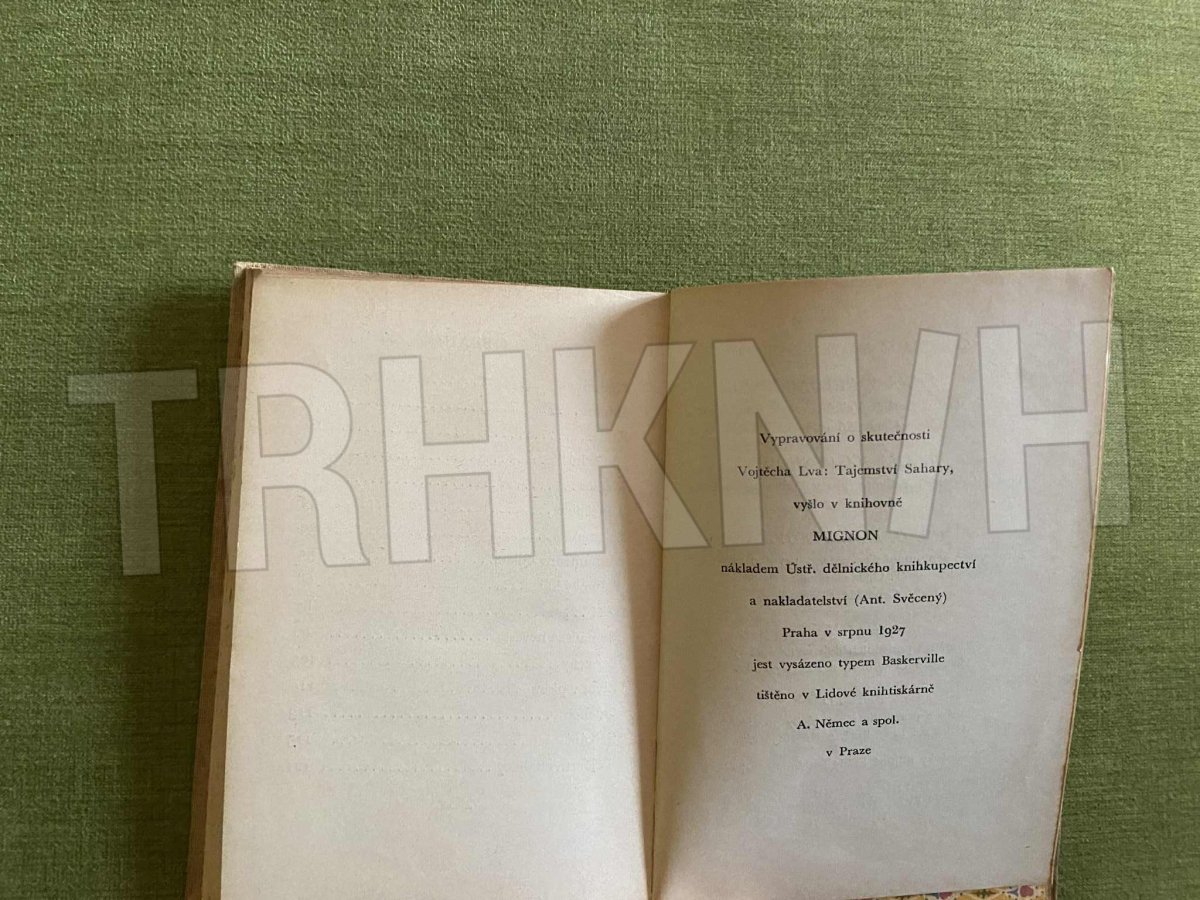 TRHKNIH
Vypravování o skutečnosti
Vojtěcha Lva: Tajemství Sahary,
vyšlo v knihovně
MIGNON
nákladem Ústř. dělnického knihkupectví
a nakladatelství (Ant. Svěcený)
Praha v srpnu 1927
jest vysázeno typem Baskerville
tištěno v Lidové knihtiskárně
A. Němec a spol.
v Praze